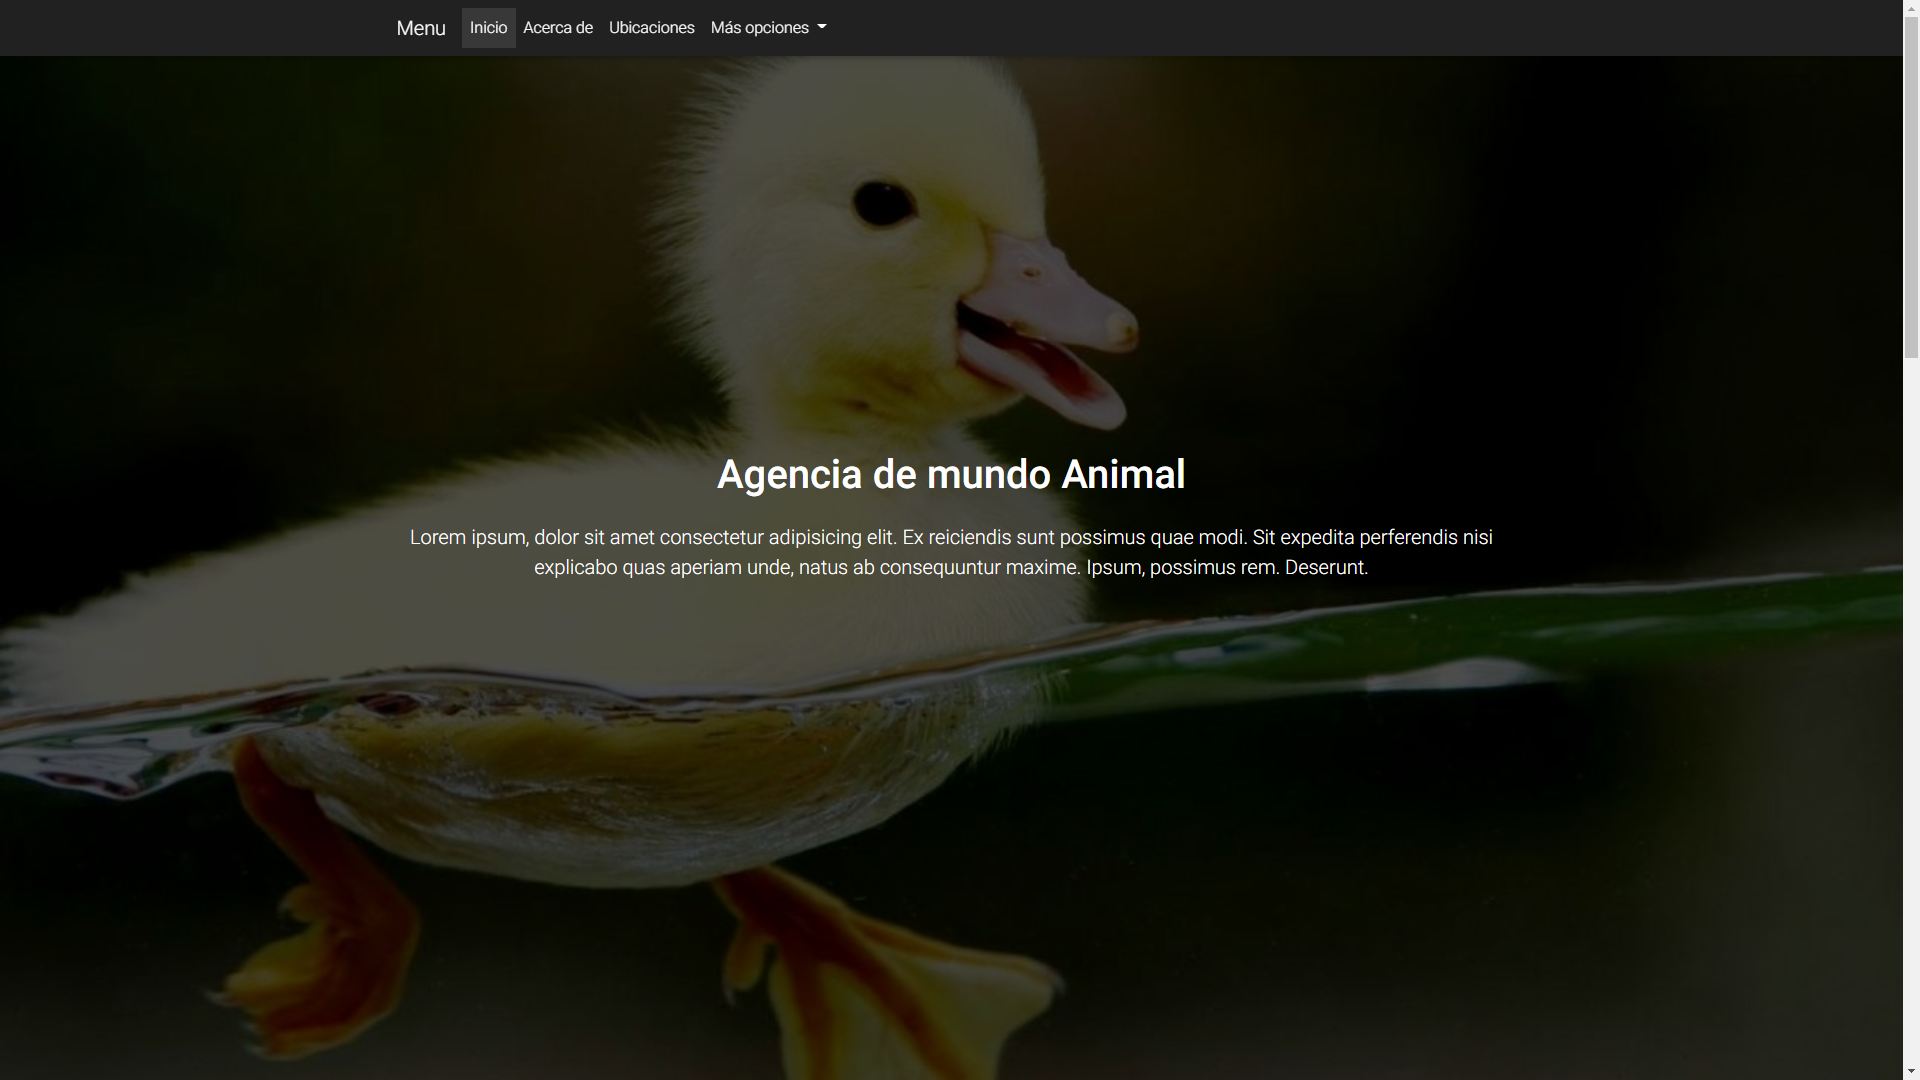 Menu Inicio Acerca de Ubicaciones Más opciones
Agencia de mundo Animal
Lorem ipsum, dolor sit amet consectetur adipisicing elit. Ex reiciendis sunt possimus quae modi. Sit expedita perferendis nisi
explicabo quas aperiam unde, natus ab consequuntur maxime. Ipsum, possimus rem. Deserunt.